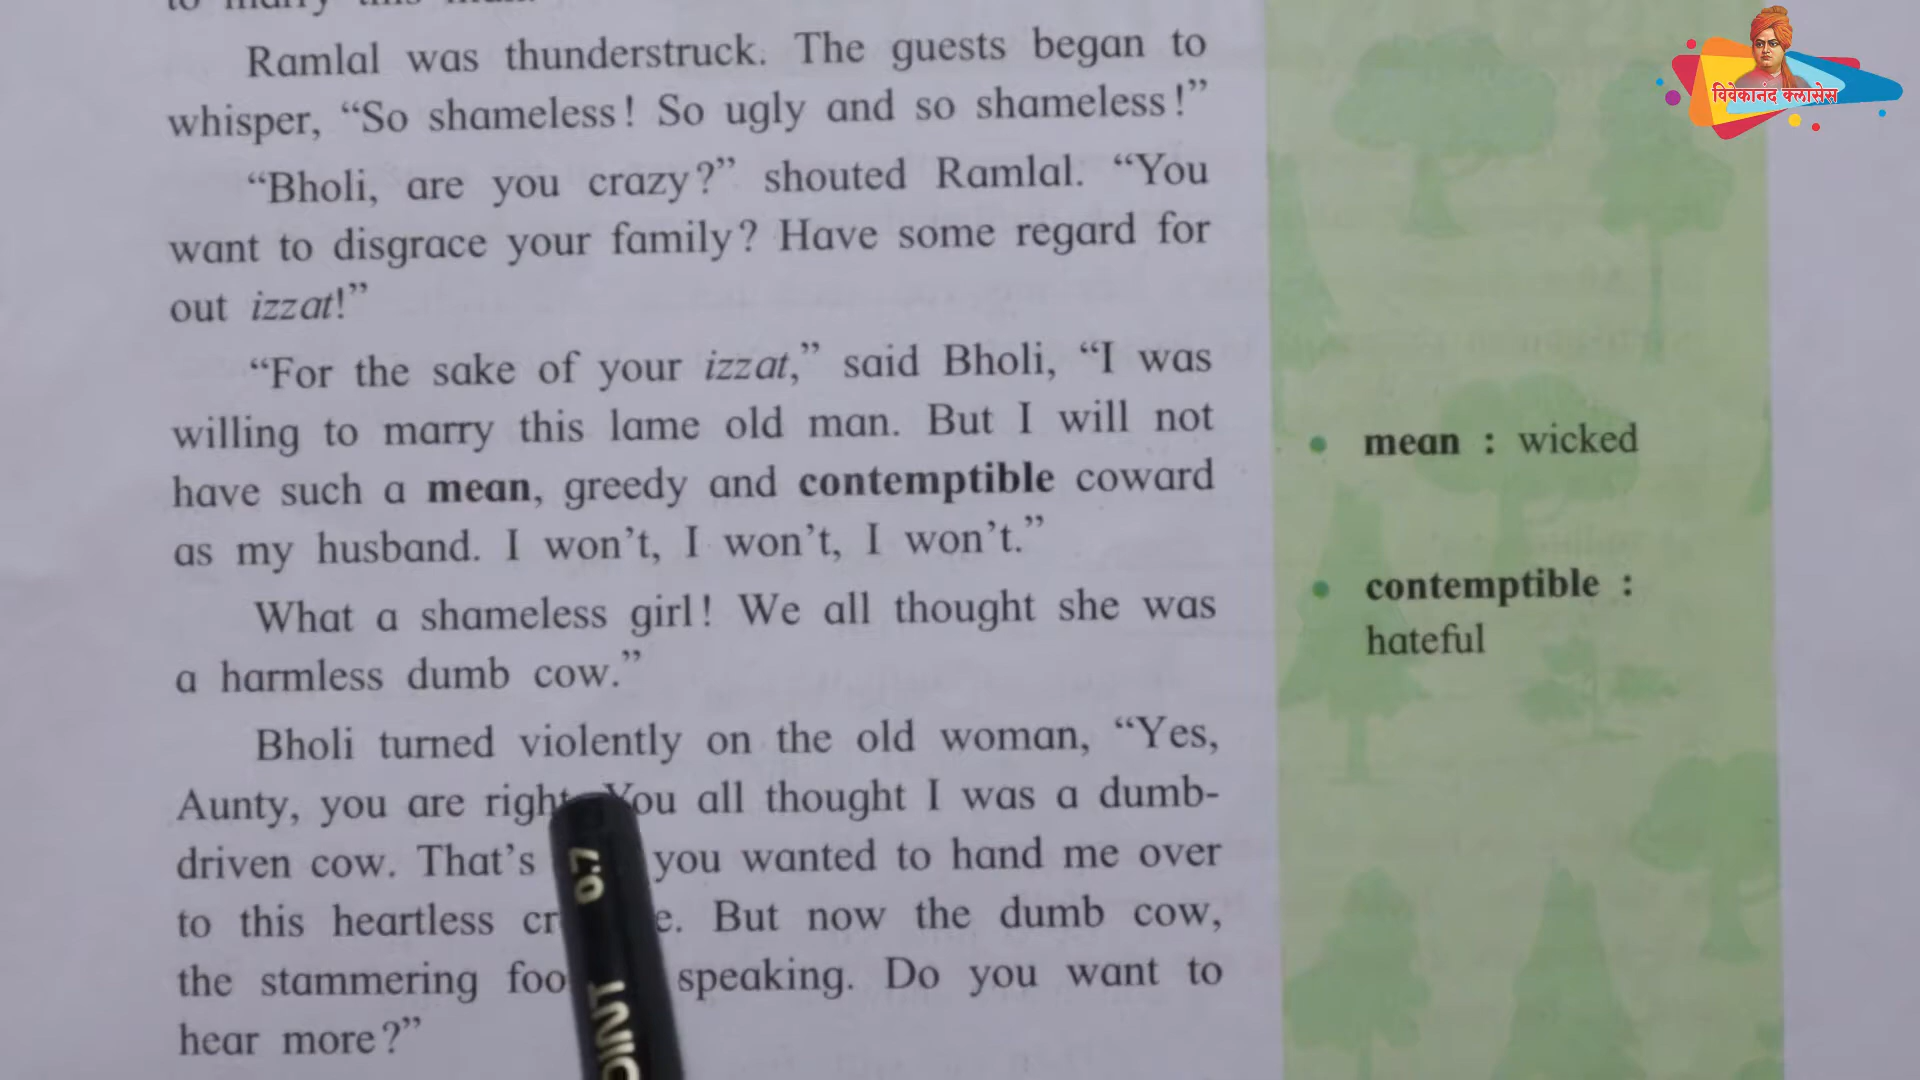 Ramlal was thunderstruck. The guests began to
whisper, “So shameless! So ugly and so shameless!”
“Bholi, are you crazy?” shouted Ramlal. “You
want to disgrace your family? Have some regard for
out izzat!”
“For the sake of your izzat,” said Bholi, “I was
willing to marry this lame old man. But I will not
have such a mean, greedy and contemptible coward
as my husband. I won’t, I won’t, I won’t.”
What a shameless girl! We all thought she was
a harmless dumb cow.”
Bholi turned violently on the old woman, “Yes,
Aunty, you are right. You all thought I was a dumb-
driven cow. That’s you wanted to hand me over
to this heartless. But now the dumb cow,
the stammering speaking. Do you want to
hear more?”
• mean : wicked
• contemptible :
hateful
विवेकानंद क्लासेस
0.7
POINT